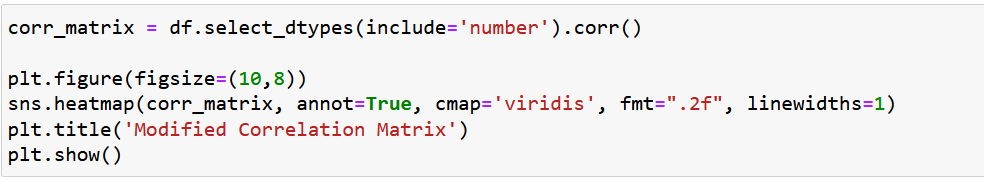 corr_matrix = df.select_dtypes(include='number').corr()
plt.figure(figsize=(10,8))
sns.heatmap(corr_matrix, annot=True, cmap='viridis', fmt=".2f", linewidths=1)
plt.title('Modified Correlation Matrix')
plt.show()